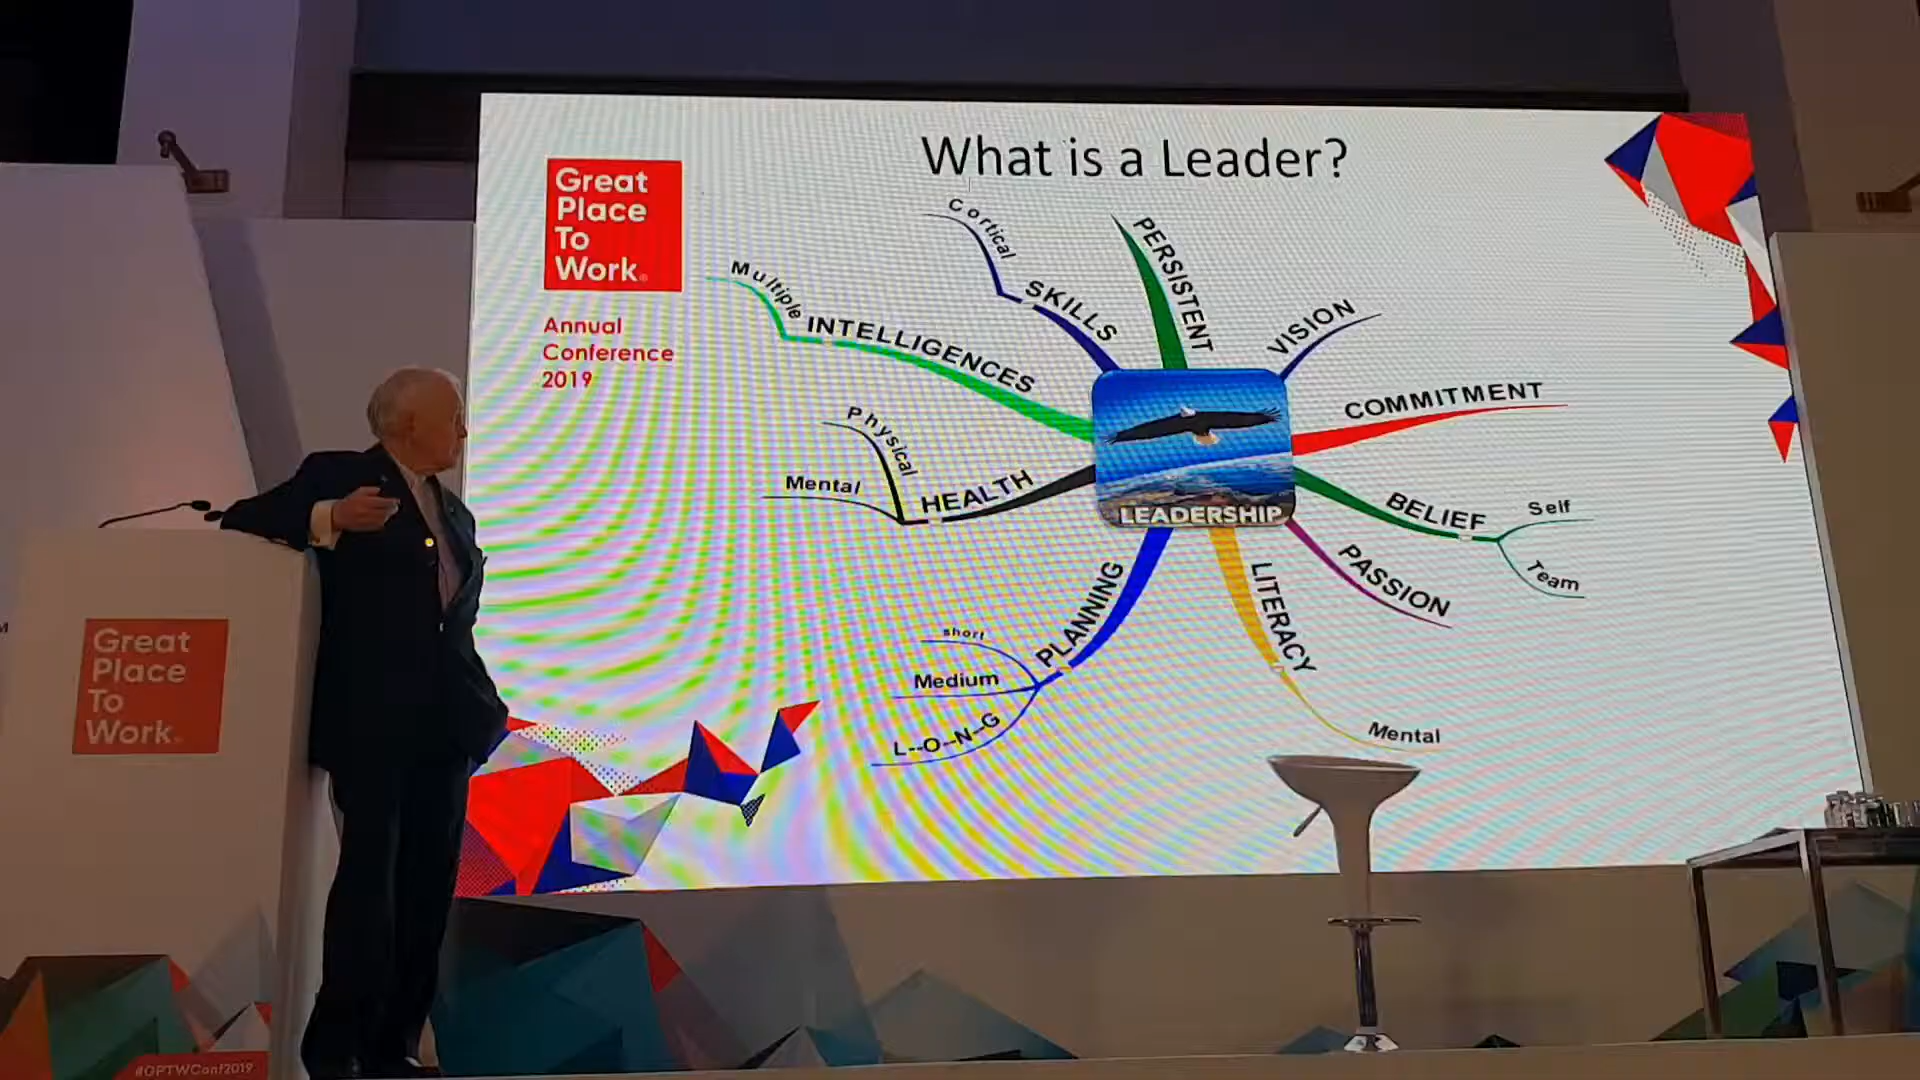 What is a Leader?
Great
Place
To
Work
Annual
Conference
2019
PERSISTENT
VISION
COMMITMENT
BELIEF
Self
Team
PASSION
LITERACY
Mental
PLANNING
short
Medium
L--O--N--G
HEALTH
Physical
Mental
INTELLIGENCES
Multiple
SKILLS
Cortical
LEADERSHIP
Great
Place
To
Work
#GPTWConf2019